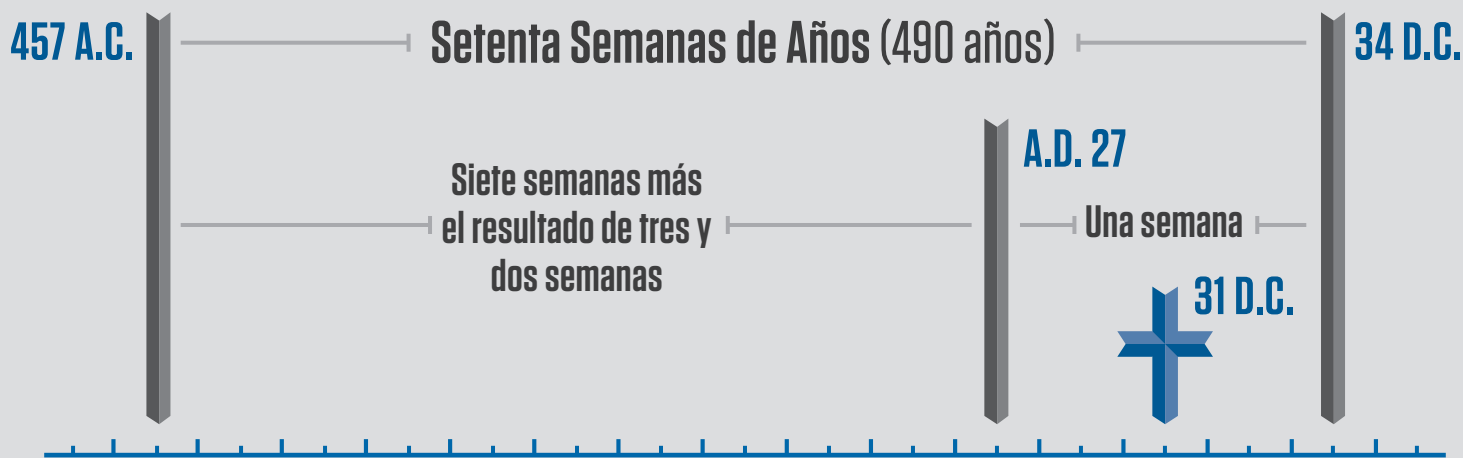 457 A.C.
Setenta Semanas de Años (490 años)
34 D.C.
A.D. 27
Siete semanas más
el resultado de tres y
dos semanas
Una semana
31 D.C.